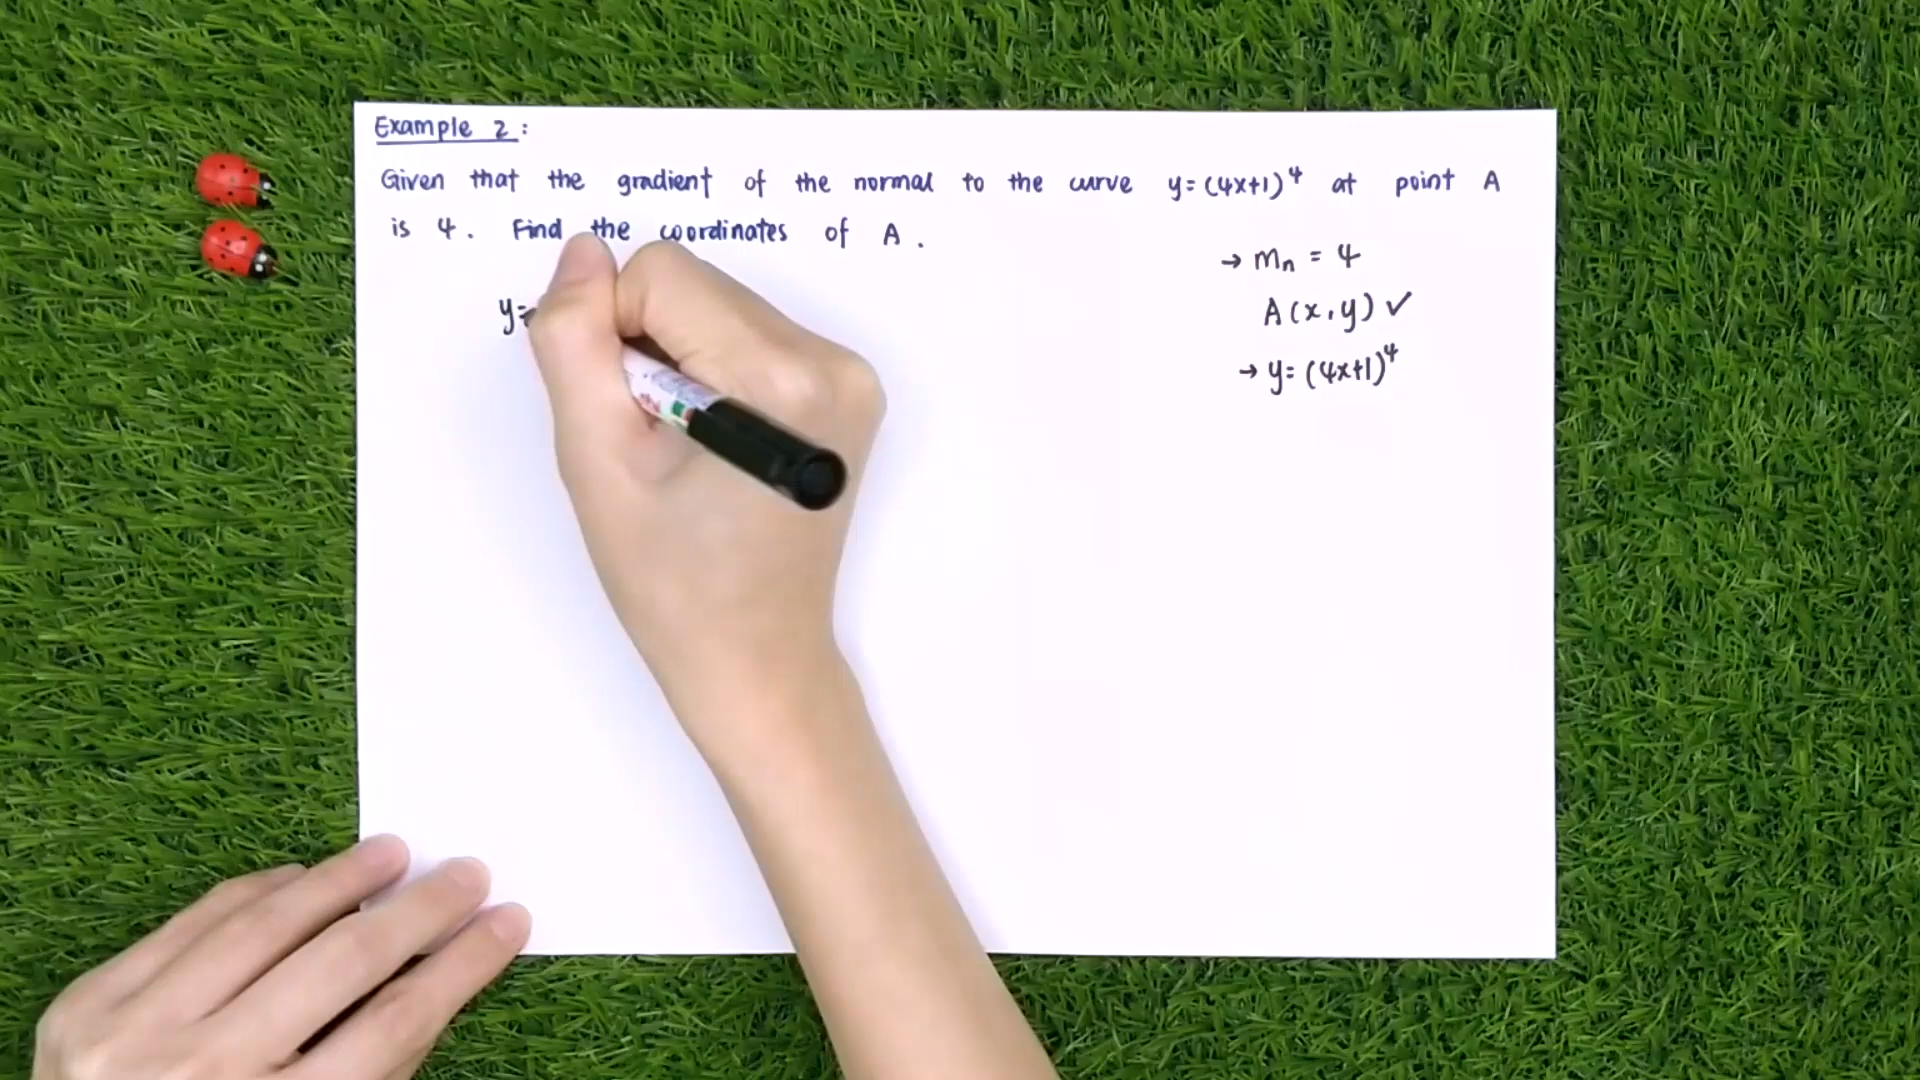 Example 2 :
Given that the gradient of the normal to the curve y=(4x+1)⁴ at point A
is 4. Find the coordinates of A.
→ mₙ = 4
A(x,y) ✓
→ y=(4x+1)⁴
y=